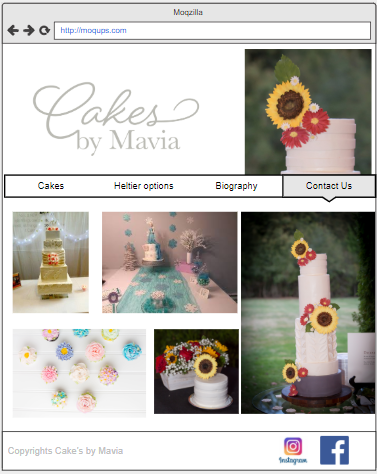 Moqzilla
http://moqups.com
Cakes
by Mavia
Cakes Heltier options Biography Contact Us
Copyrights Cake's by Mavia
Instagram
f